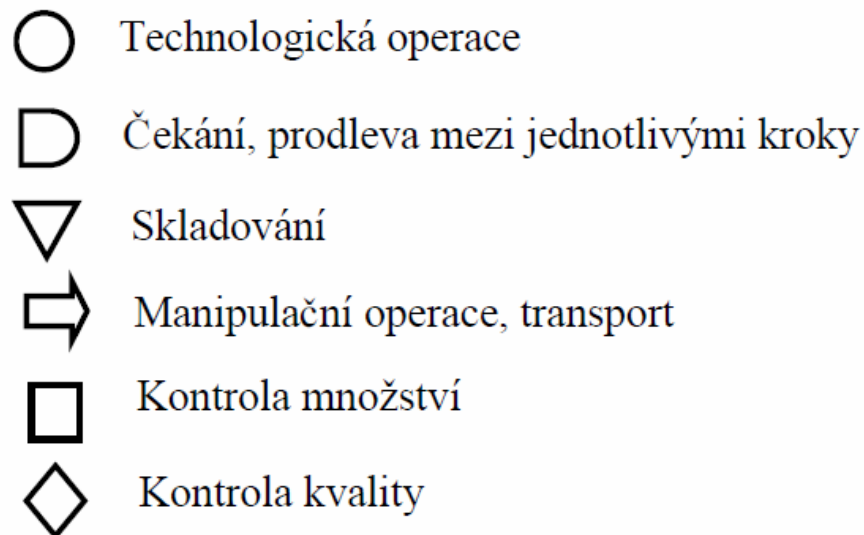 Technologická operace
Čekání, prodleva mezi jednotlivými kroky
Skladování
Manipulační operace, transport
Kontrola množství
Kontrola kvality